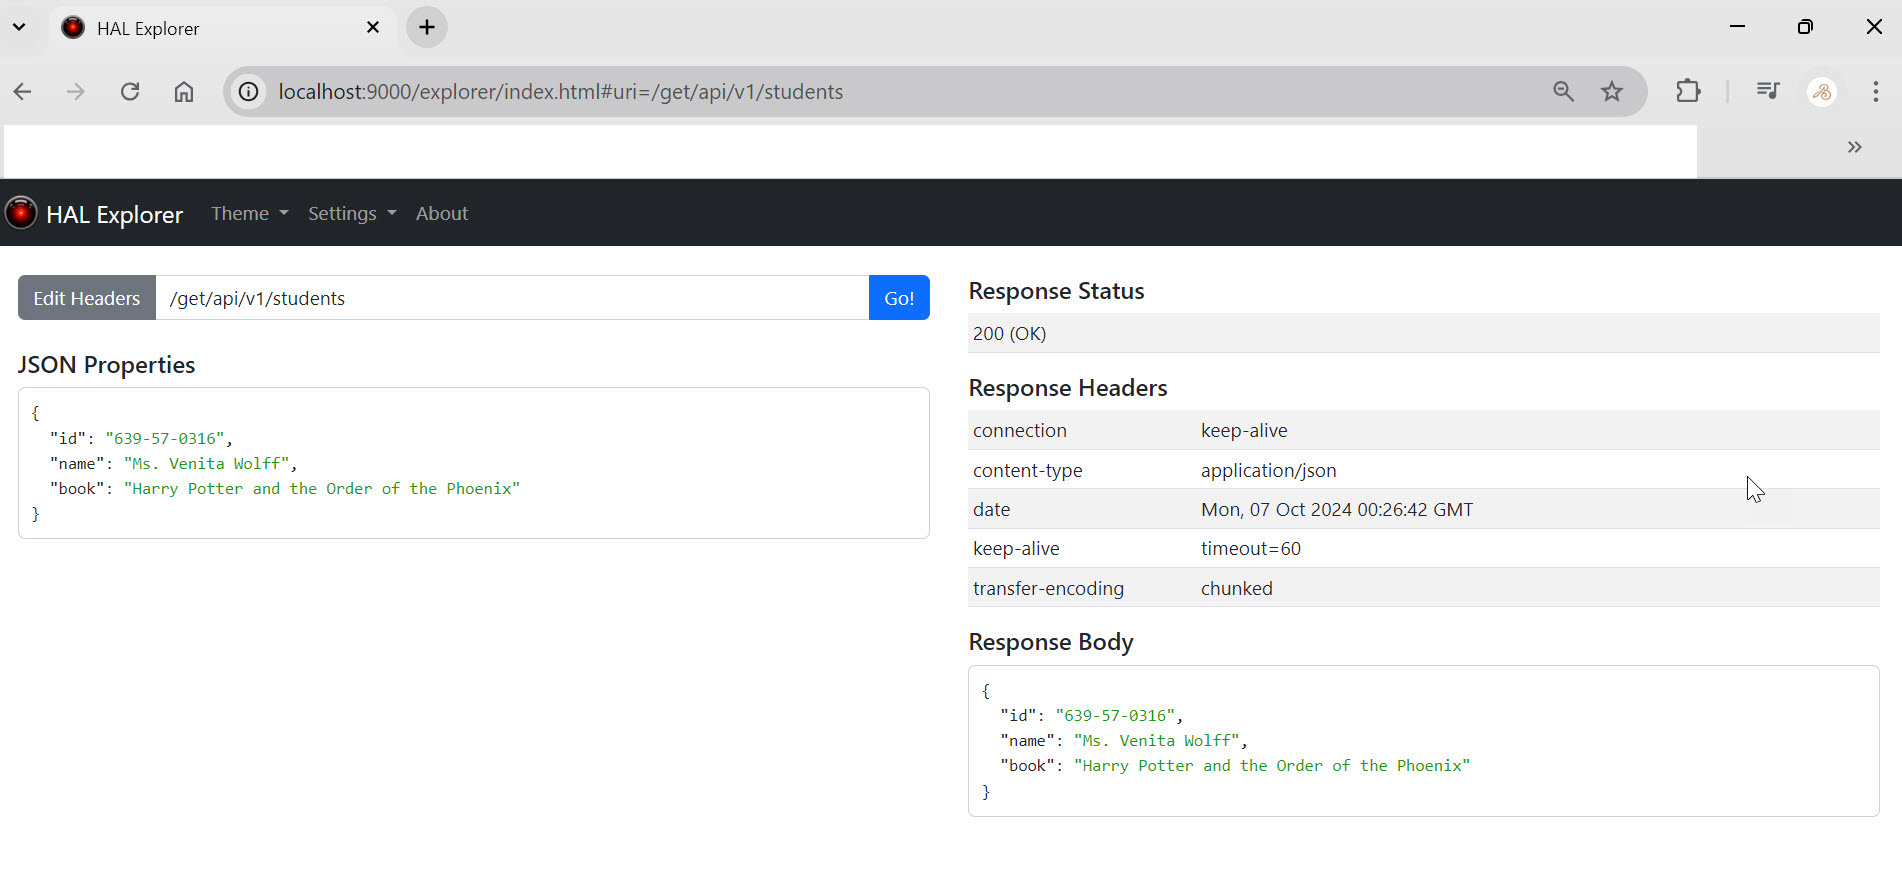 HAL Explorer
localhost:9000/explorer/index.html#uri=/get/api/v1/students
HAL Explorer Theme Settings About
Edit Headers /get/api/v1/students Go!
JSON Properties
{
"id": "639-57-0316",
"name": "Ms. Venita Wolff",
"book": "Harry Potter and the Order of the Phoenix"
}
Response Status
200 (OK)
Response Headers
connection keep-alive
content-type application/json
date Mon, 07 Oct 2024 00:26:42 GMT
keep-alive timeout=60
transfer-encoding chunked
Response Body
{
"id": "639-57-0316",
"name": "Ms. Venita Wolff",
"book": "Harry Potter and the Order of the Phoenix"
}